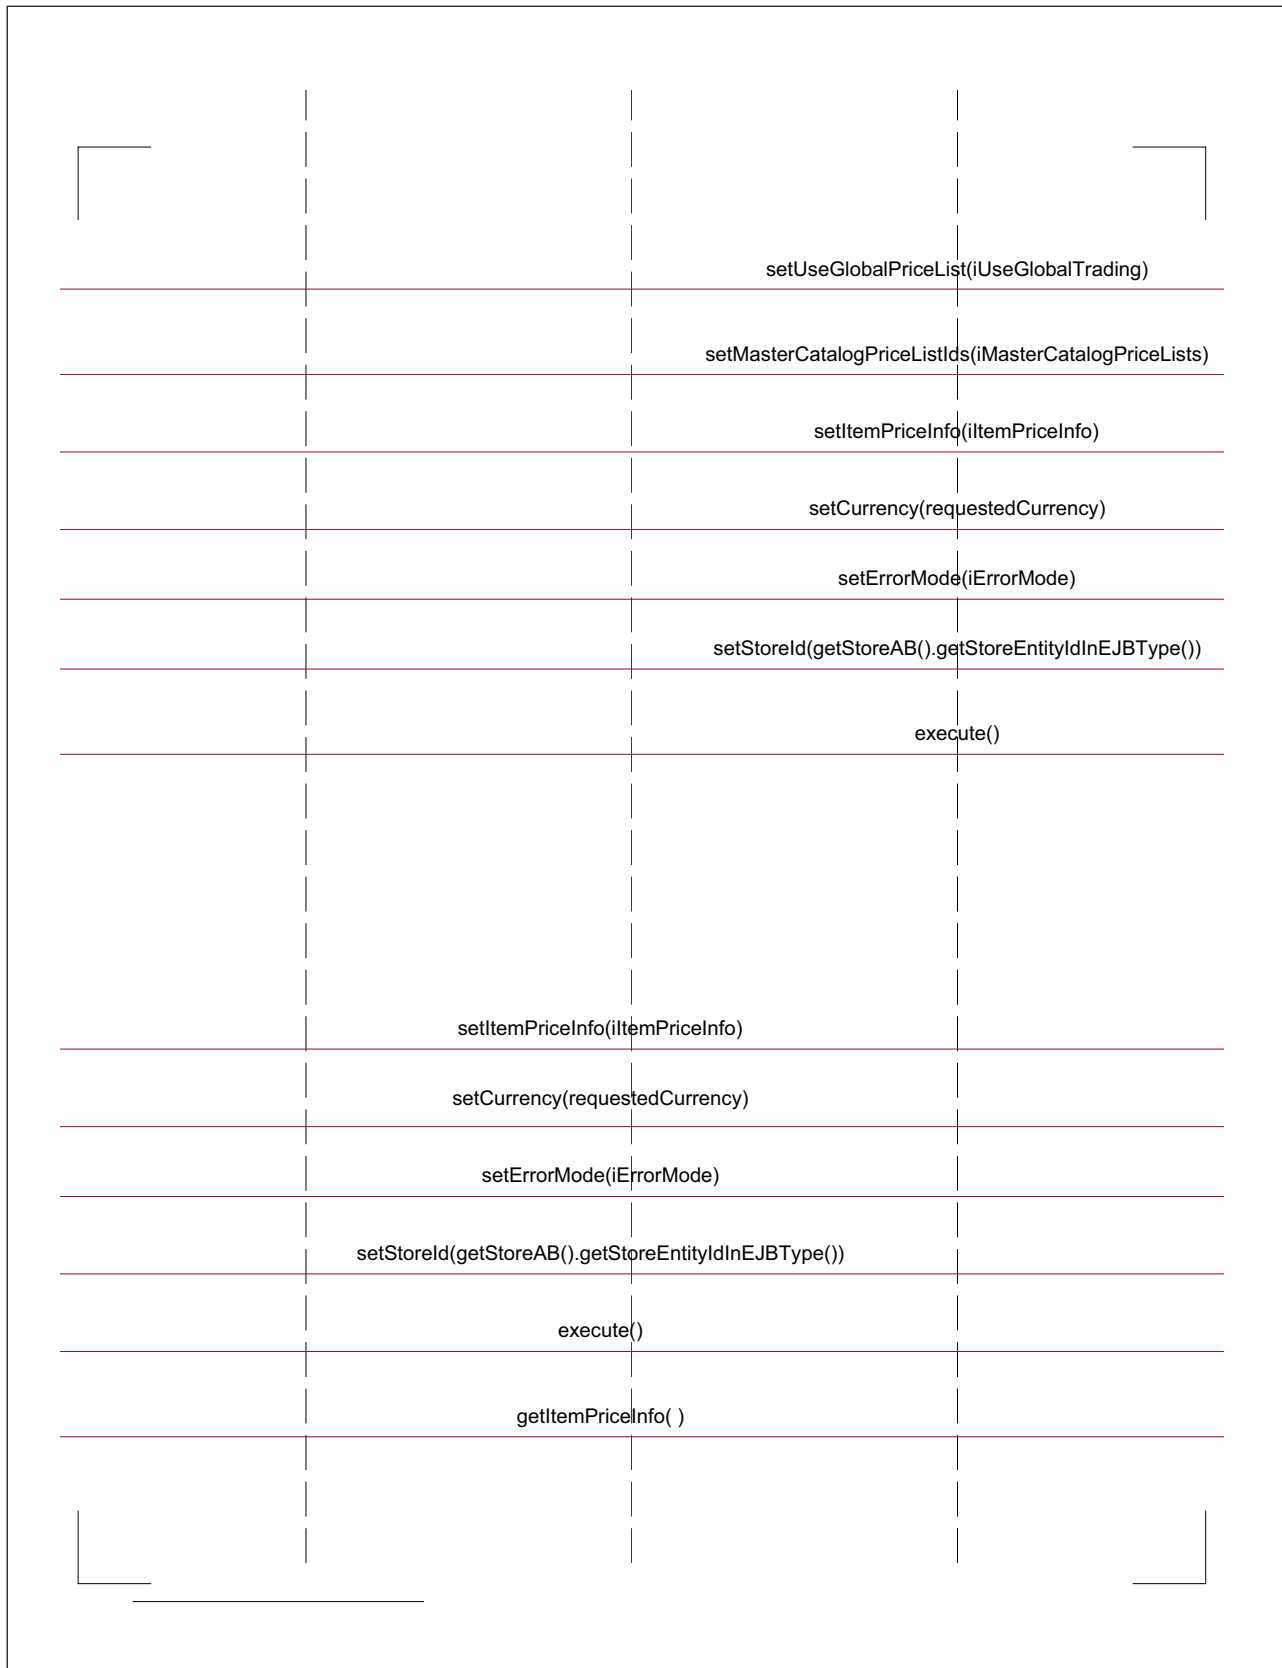 setUseGlobalPriceList(iUseGlobalTrading)
setMasterCatalogPriceListIds(iMasterCatalogPriceLists)
setItemPriceInfo(iItemPriceInfo)
setCurrency(requestedCurrency)
setErrorMode(iErrorMode)
setStoreId(getStoreAB().getStoreEntityIdInEJBType())
execute()
setItemPriceInfo(iItemPriceInfo)
setCurrency(requestedCurrency)
setErrorMode(iErrorMode)
setStoreId(getStoreAB().getStoreEntityIdInEJBType())
execute()
getItemPriceInfo( )